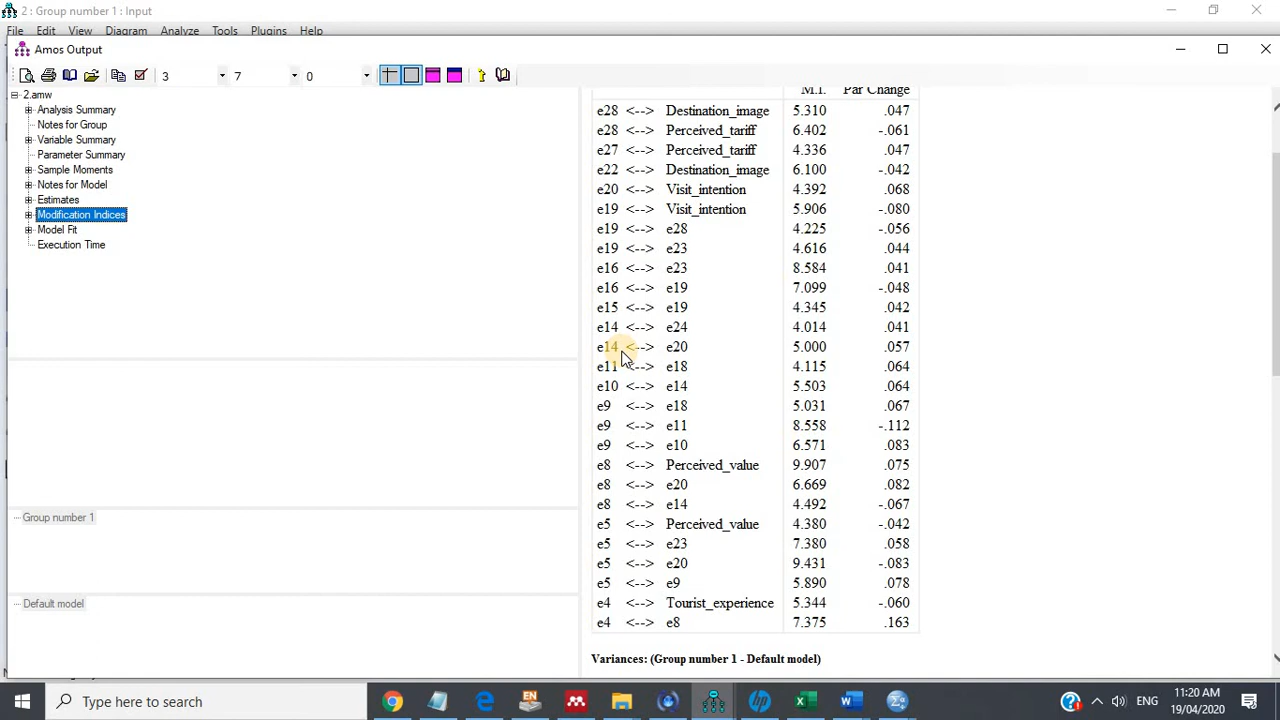 2 : Group number 1 : Input
File Edit View Diagram Analyze Tools Plugins Help
Amos Output
3 7 0
2.amw
Analysis Summary
Notes for Group
Variable Summary
Parameter Summary
Sample Moments
Notes for Model
Estimates
Modification Indices
Model Fit
Execution Time
Group number 1
Default model
M.I. Par Change
e28 <--> Destination_image 5.310 .047
e28 <--> Perceived_tariff 6.402 -.061
e27 <--> Perceived_tariff 4.336 .047
e22 <--> Destination_image 6.100 -.042
e20 <--> Visit_intention 4.392 .068
e19 <--> Visit_intention 5.906 -.080
e19 <--> e28 4.225 -.056
e19 <--> e23 4.616 .044
e16 <--> e23 8.584 .041
e16 <--> e19 7.099 -.048
e15 <--> e19 4.345 .042
e14 <--> e24 4.014 .041
e14 <--> e20 5.000 .057
e11 <--> e18 4.115 .064
e10 <--> e14 5.503 .064
e9 <--> e18 5.031 .067
e9 <--> e11 8.558 -.112
e9 <--> e10 6.571 .083
e8 <--> Perceived_value 9.907 .075
e8 <--> e20 6.669 .082
e8 <--> e14 4.492 -.067
e5 <--> Perceived_value 4.380 -.042
e5 <--> e23 7.380 .058
e5 <--> e20 9.431 -.083
e5 <--> e9 5.890 .078
e4 <--> Tourist_experience 5.344 -.060
e4 <--> e8 7.375 .163
Variances: (Group number 1 - Default model)
Type here to search
EN
ENG
11:20 AM
19/04/2020